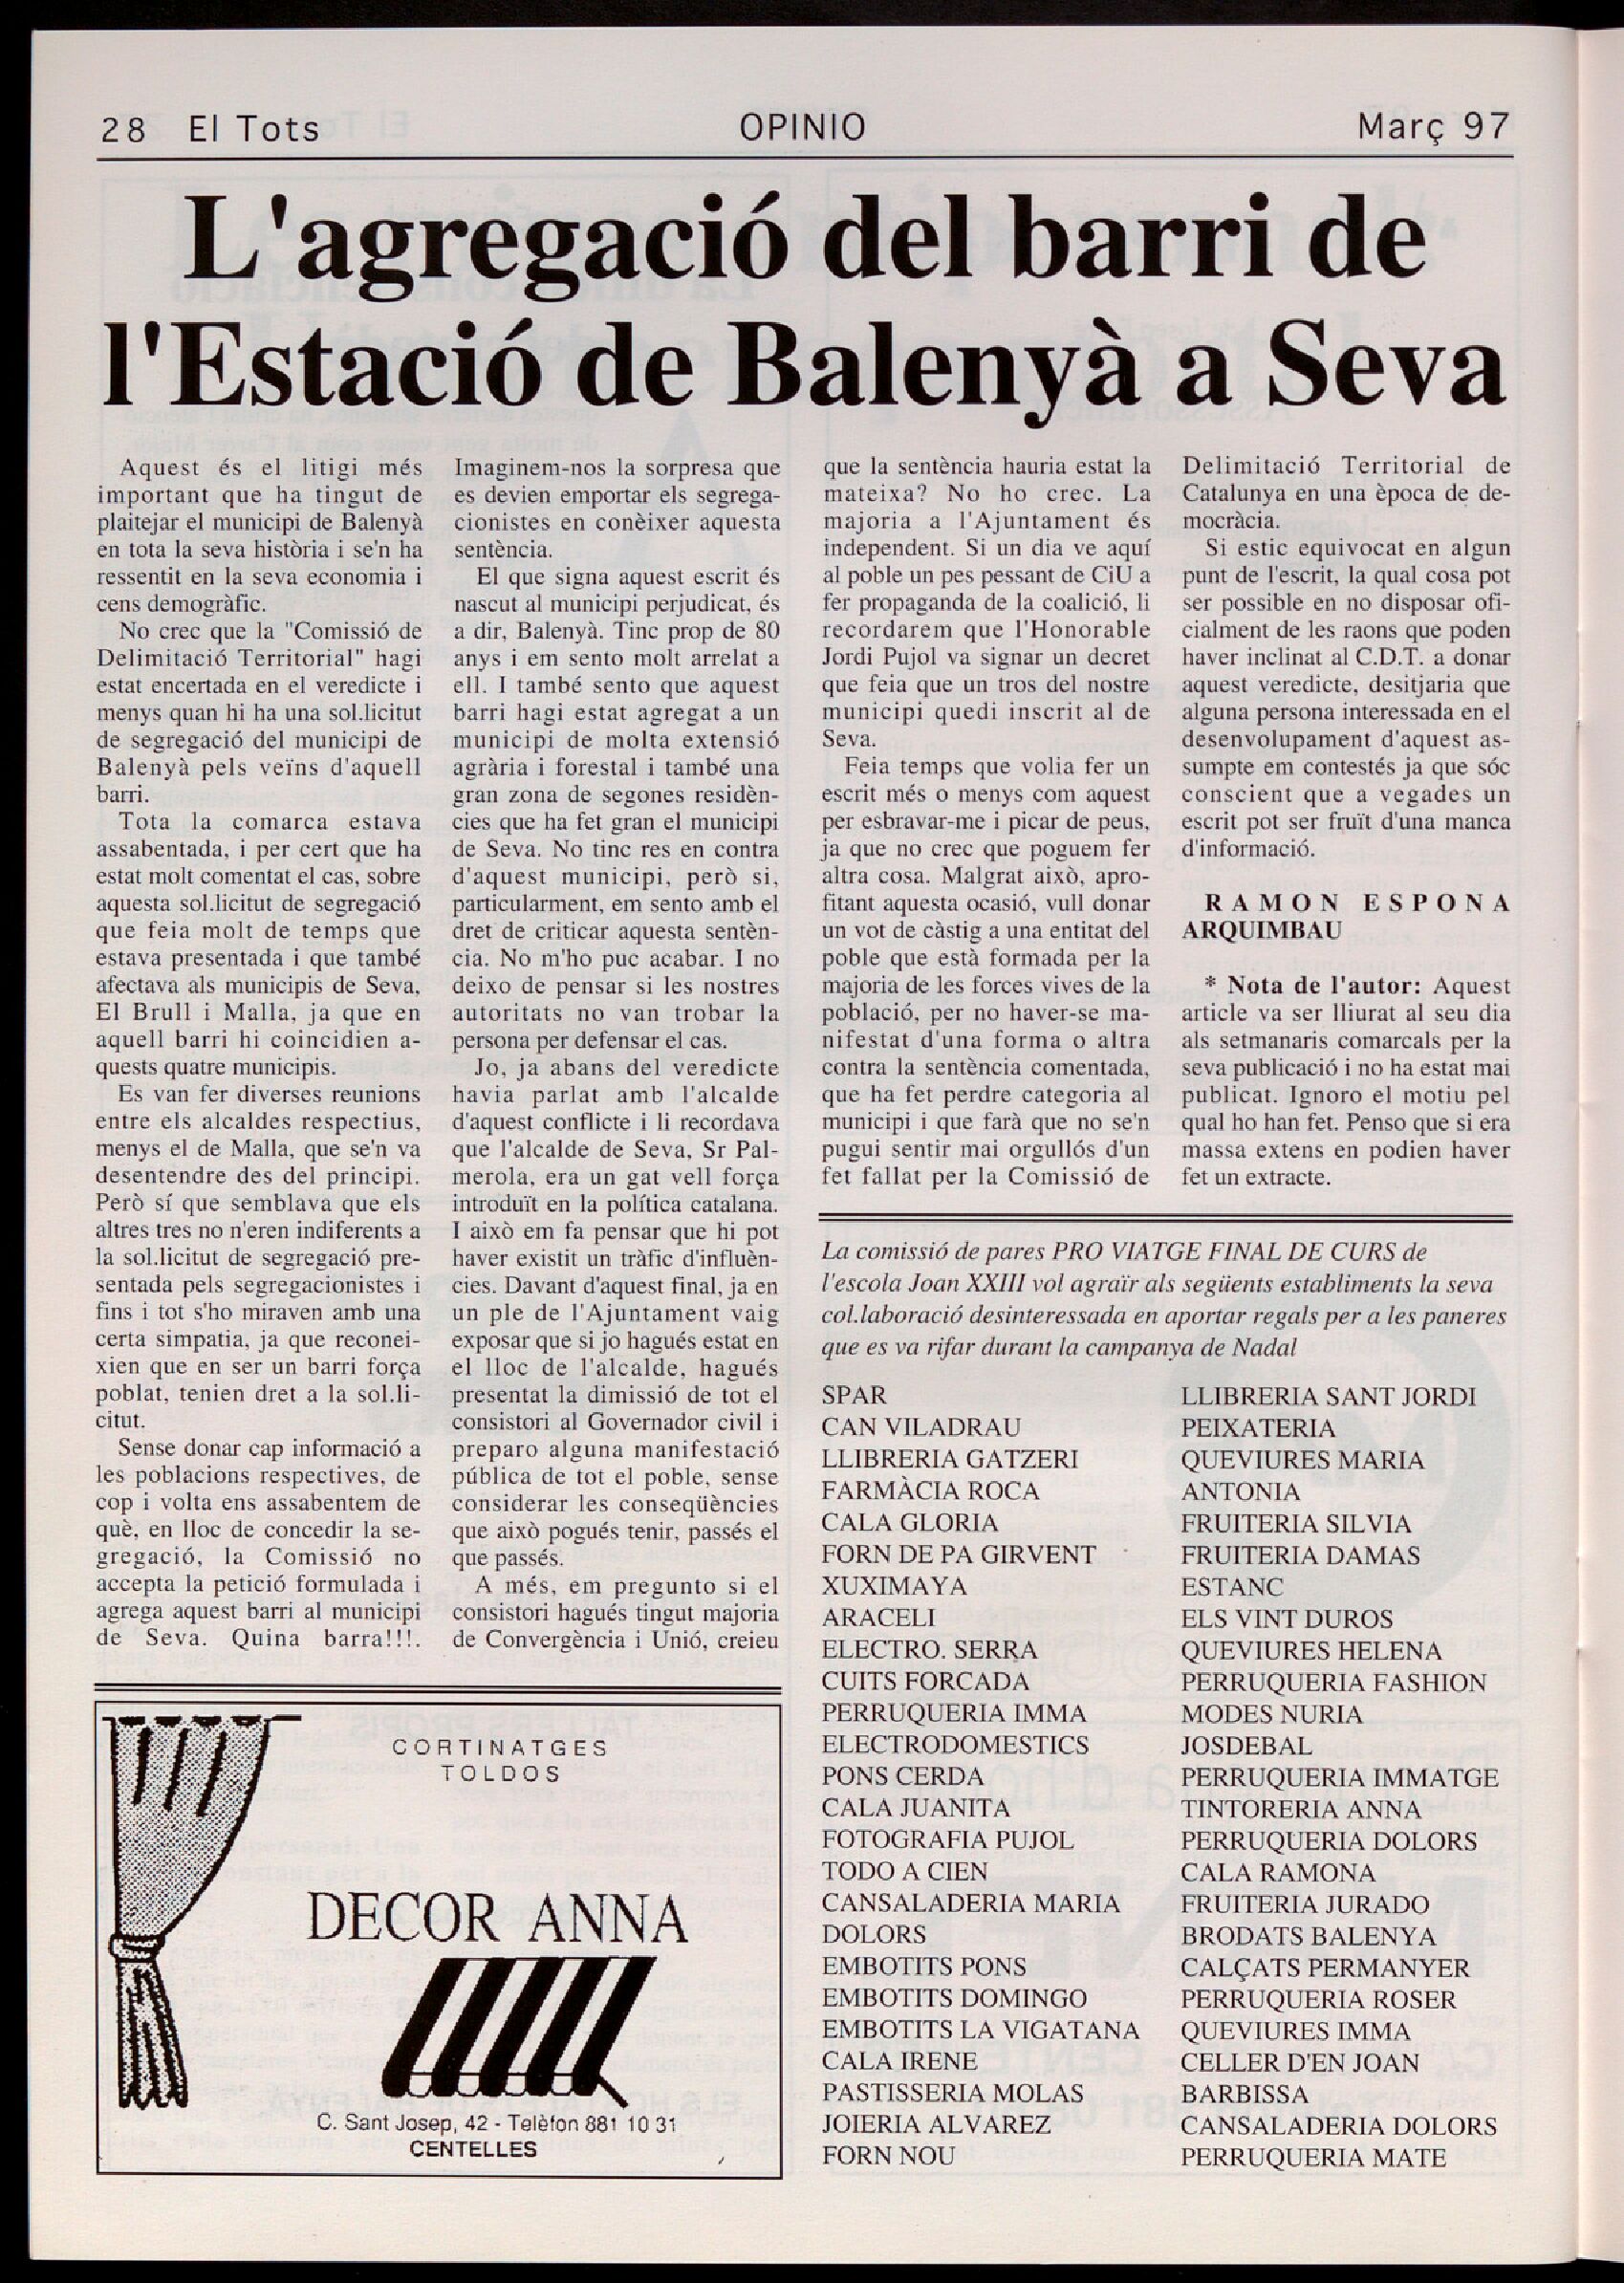 28 El Tots
OPINIO
Març 97
L'agregació del barri de
l'Estació de Balenyà a Seva
Aquest és el litigi més
important que ha tingut de
plaitejar el municipi de Balenyà
en tota la seva història i se'n ha
ressentit en la seva economia i
cens demogràfic.
No crec que la "Comissió de
Delimitació Territorial" hagi
estat encertada en el veredicte i
menys quan hi ha una sol.licitut
de segregació del municipi de
Balenyà pels veïns d'aquell
barri.
Tota la comarca estava
assabentada, i per cert que ha
estat molt comentat el cas, sobre
aquesta sol.licitut de segregació
que feia molt de temps que
estava presentada i que també
afectava als municipis de Seva,
El Brull i Malla, ja que en
aquell barri hi coincidien a-
quests quatre municipis.
Es van fer diverses reunions
entre els alcaldes respectius,
menys el de Malla, que se'n va
desentendre des del principi.
Però sí que semblava que els
altres tres no n'eren indiferents a
la sol.licitut de segregació pre-
sentada pels segregacionistes i
fins i tot s'ho miraven amb una
certa simpatia, ja que reconei-
xien que en ser un barri força
poblat, tenien dret a la sol.li-
citut.
Sense donar cap informació a
les poblacions respectives, de
cop i volta ens assabentem de
què, en lloc de concedir la se-
gregació, la Comissió no
accepta la petició formulada i
agrega aquest barri al municipi
de Seva. Quina barra!!!.
Imaginem-nos la sorpresa que
es devien emportar els segrega-
cionistes en conèixer aquesta
sentència.
El que signa aquest escrit és
nascut al municipi perjudicat, és
a dir, Balenyà. Tinc prop de 80
anys i em sento molt arrelat a
ell. I també sento que aquest
barri hagi estat agregat a un
municipi de molta extensió
agrària i forestal i també una
gran zona de segones residèn-
cies que ha fet gran el municipi
de Seva. No tinc res en contra
d'aquest municipi, però si,
particularment, em sento amb el
dret de criticar aquesta sentèn-
cia. No m'ho puc acabar. I no
deixo de pensar si les nostres
autoritats no van trobar la
persona per defensar el cas.
Jo, ja abans del veredicte
havia parlat amb l'alcalde
d'aquest conflicte i li recordava
que l'alcalde de Seva, Sr Pal-
merola, era un gat vell força
introduït en la política catalana.
I això em fa pensar que hi pot
haver existit un tràfic d'influèn-
cies. Davant d'aquest final, ja en
un ple de l'Ajuntament vaig
exposar que si jo hagués estat en
el lloc de l'alcalde, hagués
presentat la dimissió de tot el
consistori al Governador civil i
preparo alguna manifestació
pública de tot el poble, sense
considerar les conseqüències
que això pogués tenir, passés el
que passés.
A més, em pregunto si el
consistori hagués tingut majoria
de Convergència i Unió, creieu
que la sentència hauria estat la
mateixa? No ho crec. La
majoria a l'Ajuntament és
independent. Si un dia ve aquí
al poble un pes pessant de CiU a
fer propaganda de la coalició, li
recordarem que l'Honorable
Jordi Pujol va signar un decret
que feia que un tros del nostre
municipi quedi inscrit al de
Seva.
Feia temps que volia fer un
escrit més o menys com aquest
per esbravar-me i picar de peus,
ja que no crec que poguem fer
altra cosa. Malgrat això, apro-
fitant aquesta ocasió, vull donar
un vot de càstig a una entitat del
poble que està formada per la
majoria de les forces vives de la
població, per no haver-se ma-
nifestat d'una forma o altra
contra la sentència comentada,
que ha fet perdre categoria al
municipi i que farà que no se'n
pugui sentir mai orgullós d'un
fet fallat per la Comissió de
Delimitació Territorial de
Catalunya en una època de de-
mocràcia.
Si estic equivocat en algun
punt de l'escrit, la qual cosa pot
ser possible en no disposar ofi-
cialment de les raons que poden
haver inclinat al C.D.T. a donar
aquest veredicte, desitjaria que
alguna persona interessada en el
desenvolupament d'aquest as-
sumpte em contestés ja que sóc
conscient que a vegades un
escrit pot ser fruït d'una manca
d'informació.
RAMON ESPONA
ARQUIMBAU
* Nota de l'autor: Aquest
article va ser lliurat al seu dia
als setmanaris comarcals per la
seva publicació i no ha estat mai
publicat. Ignoro el motiu pel
qual ho han fet. Penso que si era
massa extens en podien haver
fet un extracte.
La comissió de pares PRO VIATGE FINAL DE CURS de
l'escola Joan XXIII vol agraïr als següents establiments la seva
col.laboració desinteressada en aportar regals per a les paneres
que es va rifar durant la campanya de Nadal
SPAR
CAN VILADRAU
LLIBRERIA GATZERI
FARMÀCIA ROCA
CALA GLORIA
FORN DE PA GIRVENT
XUXIMAYA
ARACELI
ELECTRO. SERRA
CUITS FORCADA
PERRUQUERIA IMMA
ELECTRODOMESTICS
PONS CERDA
CALA JUANITA
FOTOGRAFIA PUJOL
TODO A CIEN
CANSALADERIA MARIA
DOLORS
EMBOTITS PONS
EMBOTITS DOMINGO
EMBOTITS LA VIGATANA
CALA IRENE
PASTISSERIA MOLAS
JOIERIA ALVAREZ
FORN NOU
LLIBRERIA SANT JORDI
PEIXATERIA
QUEVIURES MARIA
ANTONIA
FRUITERIA SILVIA
FRUITERIA DAMAS
ESTANC
ELS VINT DUROS
QUEVIURES HELENA
PERRUQUERIA FASHION
MODES NURIA
JOSDEBAL
PERRUQUERIA IMMATGE
TINTORERIA ANNA
PERRUQUERIA DOLORS
CALA RAMONA
FRUITERIA JURADO
BRODATS BALENYA
CALÇATS PERMANYER
PERRUQUERIA ROSER
QUEVIURES IMMA
CELLER D'EN JOAN
BARBISSA
CANSALADERIA DOLORS
PERRUQUERIA MATE
CORTINATGES
TOLDOS
DECOR ANNA
C. Sant Josep, 42 - Telèfon 881 10 31
CENTELLES